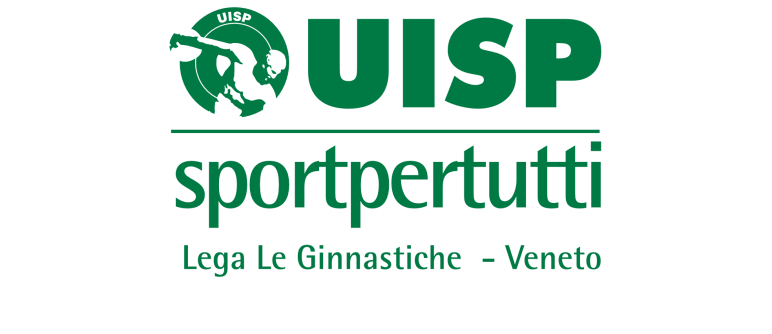 UISP
UISP
sportpertutti
Lega Le Ginnastiche - Veneto